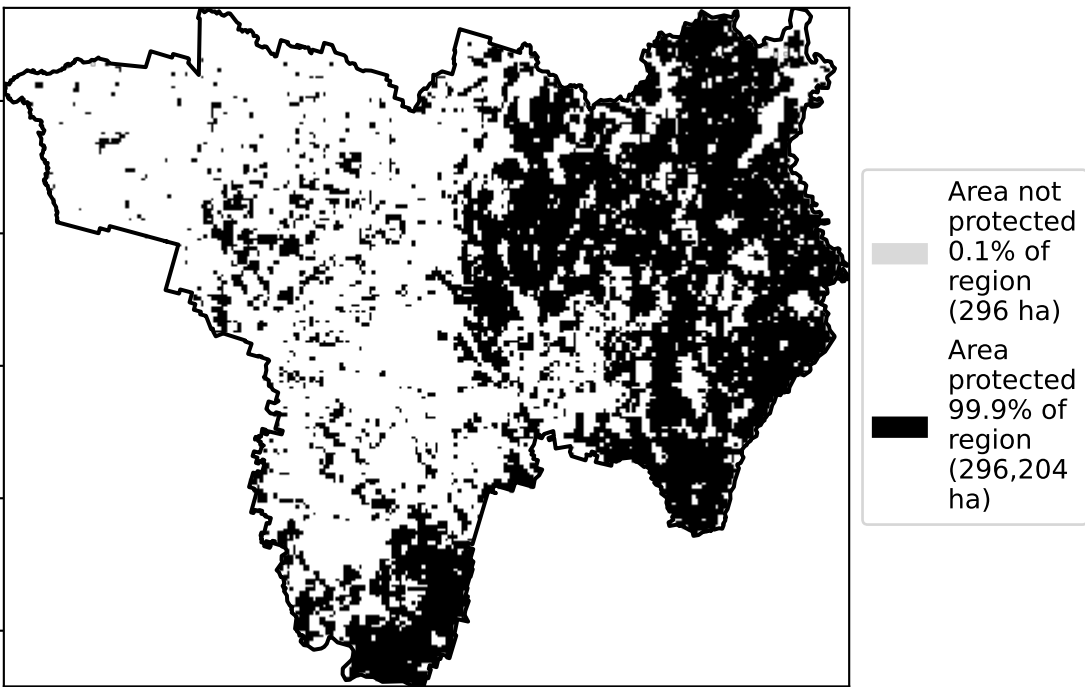 Area not
protected
0.1% of
region
(296 ha)
Area
protected
99.9% of
region
(296,204
ha)